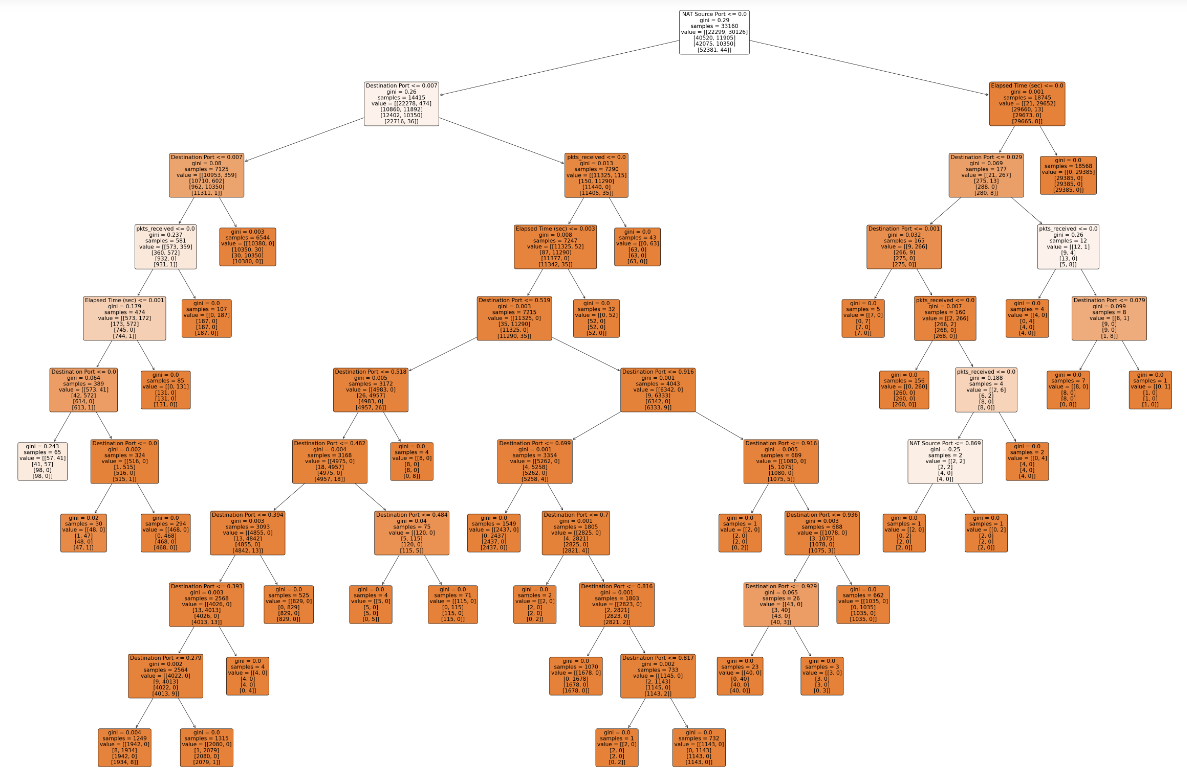 NAT Source Port <= 0.0
gini = 0.29
samples = 33160
value = [[22299, 30126]
[40520, 11905]
[42075, 10350]
[52381, 44]]
Destination Port <= 0.007
gini = 0.26
samples = 14415
value = [[22278, 474]
[10860, 11892]
[12402, 10350]
[22716, 36]]
Elapsed Time (sec) <= 0.0
gini = 0.001
samples = 18745
value = [[21, 29652]
[29660, 13]
[29673, 0]
[29665, 8]]
Destination Port <= 0.007
gini = 0.08
samples = 7125
value = [[10953, 359]
[10710, 602]
[962, 10350]
[11311, 1]]
pkts_received <= 0.0
gini = 0.013
samples = 7290
value = [[11325, 115]
[150, 11290]
[11440, 0]
[11405, 35]]
Destination Port <= 0.029
gini = 0.069
samples = 177
value = [[21, 267]
[275, 13]
[288, 0]
[280, 8]]
gini = 0.0
samples = 18568
value = [[0, 29385]
[29385, 0]
[29385, 0]
[29385, 0]]
pkts_received <= 0.0
gini = 0.237
samples = 581
value = [[573, 359]
[360, 572]
[932, 0]
[931, 1]]
gini = 0.003
samples = 6544
value = [[10380, 0]
[10350, 30]
[30, 10350]
[10380, 0]]
Elapsed Time (sec) <= 0.003
gini = 0.008
samples = 7247
value = [[11325, 52]
[87, 11290]
[11377, 0]
[11342, 35]]
gini = 0.0
samples = 43
value = [[0, 63]
[63, 0]
[63, 0]
[63, 0]]
Destination Port <= 0.001
gini = 0.032
samples = 165
value = [[9, 266]
[266, 9]
[275, 0]
[275, 0]]
pkts_received <= 0.0
gini = 0.26
samples = 12
value = [[12, 1]
[9, 4]
[13, 0]
[5, 8]]
Elapsed Time (sec) <= 0.001
gini = 0.179
samples = 474
value = [[573, 172]
[173, 572]
[745, 0]
[744, 1]]
gini = 0.0
samples = 107
value = [[0, 187]
[187, 0]
[187, 0]
[187, 0]]
Destination Port <= 0.519
gini = 0.003
samples = 7215
value = [[11325, 0]
[35, 11290]
[11325, 0]
[11290, 35]]
gini = 0.0
samples = 32
value = [[0, 52]
[52, 0]
[52, 0]
[52, 0]]
gini = 0.0
samples = 5
value = [[7, 0]
[0, 7]
[7, 0]
[7, 0]]
pkts_received <= 0.0
gini = 0.007
samples = 160
value = [[2, 266]
[266, 2]
[268, 0]
[268, 0]]
gini = 0.0
samples = 4
value = [[4, 0]
[0, 4]
[4, 0]
[4, 0]]
Destination Port <= 0.079
gini = 0.099
samples = 8
value = [[8, 1]
[9, 0]
[9, 0]
[1, 8]]
Destination Port <= 0.0
gini = 0.064
samples = 389
value = [[573, 41]
[42, 572]
[614, 0]
[613, 1]]
gini = 0.0
samples = 85
value = [[0, 131]
[131, 0]
[131, 0]
[131, 0]]
Destination Port <= 0.518
gini = 0.005
samples = 3172
value = [[4983, 0]
[26, 4957]
[4983, 0]
[4957, 26]]
Destination Port <= 0.916
gini = 0.001
samples = 4043
value = [[6342, 0]
[9, 6333]
[6342, 0]
[6333, 9]]
gini = 0.0
samples = 156
value = [[0, 260]
[260, 0]
[260, 0]
[260, 0]]
pkts_received <= 0.0
gini = 0.188
samples = 4
value = [[2, 6]
[6, 2]
[8, 0]
[8, 0]]
gini = 0.0
samples = 7
value = [[8, 0]
[8, 0]
[8, 0]
[0, 8]]
gini = 0.0
samples = 1
value = [[0, 1]
[1, 0]
[1, 0]
[1, 0]]
gini = 0.243
samples = 65
value = [[57, 41]
[41, 57]
[98, 0]
[98, 0]]
Destination Port <= 0.0
gini = 0.002
samples = 324
value = [[516, 0]
[1, 515]
[516, 0]
[515, 1]]
Destination Port <= 0.482
gini = 0.004
samples = 3168
value = [[4975, 0]
[18, 4957]
[4975, 0]
[4957, 18]]
gini = 0.0
samples = 4
value = [[8, 0]
[8, 0]
[8, 0]
[0, 8]]
Destination Port <= 0.699
gini = 0.001
samples = 3354
value = [[5262, 0]
[4, 5258]
[5262, 0]
[5258, 4]]
Destination Port <= 0.916
gini = 0.005
samples = 689
value = [[1080, 0]
[5, 1075]
[1080, 0]
[1075, 5]]
NAT Source Port <= 0.869
gini = 0.25
samples = 2
value = [[2, 2]
[2, 2]
[4, 0]
[4, 0]]
gini = 0.0
samples = 2
value = [[0, 4]
[4, 0]
[4, 0]
[4, 0]]
gini = 0.02
samples = 30
value = [[48, 0]
[1, 47]
[48, 0]
[47, 1]]
gini = 0.0
samples = 294
value = [[468, 0]
[0, 468]
[468, 0]
[468, 0]]
Destination Port <= 0.394
gini = 0.003
samples = 3093
value = [[4855, 0]
[13, 4842]
[4855, 0]
[4842, 13]]
Destination Port <= 0.484
gini = 0.04
samples = 75
value = [[120, 0]
[5, 115]
[120, 0]
[115, 5]]
gini = 0.0
samples = 1549
value = [[2437, 0]
[0, 2437]
[2437, 0]
[2437, 0]]
Destination Port <= 0.7
gini = 0.001
samples = 1805
value = [[2825, 0]
[4, 2821]
[2825, 0]
[2821, 4]]
gini = 0.0
samples = 1
value = [[2, 0]
[2, 0]
[2, 0]
[0, 2]]
Destination Port <= 0.936
gini = 0.003
samples = 688
value = [[1078, 0]
[3, 1075]
[1078, 0]
[1075, 3]]
gini = 0.0
samples = 1
value = [[2, 0]
[0, 2]
[2, 0]
[2, 0]]
gini = 0.0
samples = 1
value = [[0, 2]
[2, 0]
[2, 0]
[2, 0]]
Destination Port <= 0.393
gini = 0.003
samples = 2568
value = [[4026, 0]
[13, 4013]
[4026, 0]
[4013, 13]]
gini = 0.0
samples = 525
value = [[829, 0]
[0, 829]
[829, 0]
[829, 0]]
gini = 0.0
samples = 4
value = [[5, 0]
[5, 0]
[5, 0]
[0, 5]]
gini = 0.0
samples = 71
value = [[115, 0]
[0, 115]
[115, 0]
[115, 0]]
gini = 0.0
samples = 2
value = [[2, 0]
[2, 0]
[2, 0]
[0, 2]]
Destination Port <= 0.816
gini = 0.001
samples = 1803
value = [[2823, 0]
[2, 2821]
[2823, 0]
[2821, 2]]
Destination Port <= 0.929
gini = 0.065
samples = 26
value = [[43, 0]
[3, 40]
[43, 0]
[40, 3]]
gini = 0.0
samples = 662
value = [[1035, 0]
[0, 1035]
[1035, 0]
[1035, 0]]
Destination Port <= 0.279
gini = 0.002
samples = 2564
value = [[4022, 0]
[9, 4013]
[4022, 0]
[4013, 9]]
gini = 0.0
samples = 4
value = [[4, 0]
[4, 0]
[4, 0]
[0, 4]]
gini = 0.0
samples = 1070
value = [[1678, 0]
[0, 1678]
[1678, 0]
[1678, 0]]
Destination Port <= 0.817
gini = 0.002
samples = 733
value = [[1145, 0]
[2, 1143]
[1145, 0]
[1143, 2]]
gini = 0.0
samples = 23
value = [[40, 0]
[0, 40]
[40, 0]
[40, 0]]
gini = 0.0
samples = 3
value = [[3, 0]
[3, 0]
[3, 0]
[0, 3]]
gini = 0.004
samples = 1249
value = [[1942, 0]
[8, 1934]
[1942, 0]
[1934, 8]]
gini = 0.0
samples = 1315
value = [[2080, 0]
[1, 2079]
[2080, 0]
[2079, 1]]
gini = 0.0
samples = 1
value = [[2, 0]
[2, 0]
[2, 0]
[0, 2]]
gini = 0.0
samples = 732
value = [[1143, 0]
[0, 1143]
[1143, 0]
[1143, 0]]